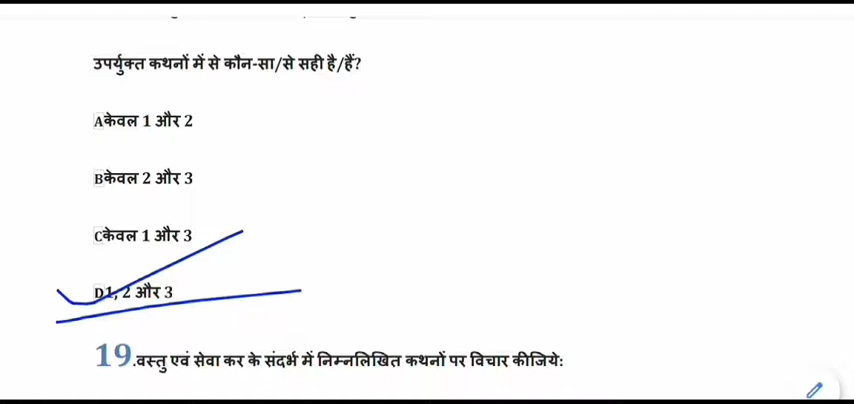 उपर्युक्त कथनों में से कौन-सा/से सही है/हैं?
Aकेवल 1 और 2
Bकेवल 2 और 3
Cकेवल 1 और 3
D1, 2 और 3
19.वस्तु एवं सेवा कर के संदर्भ में निम्नलिखित कथनों पर विचार कीजिये: